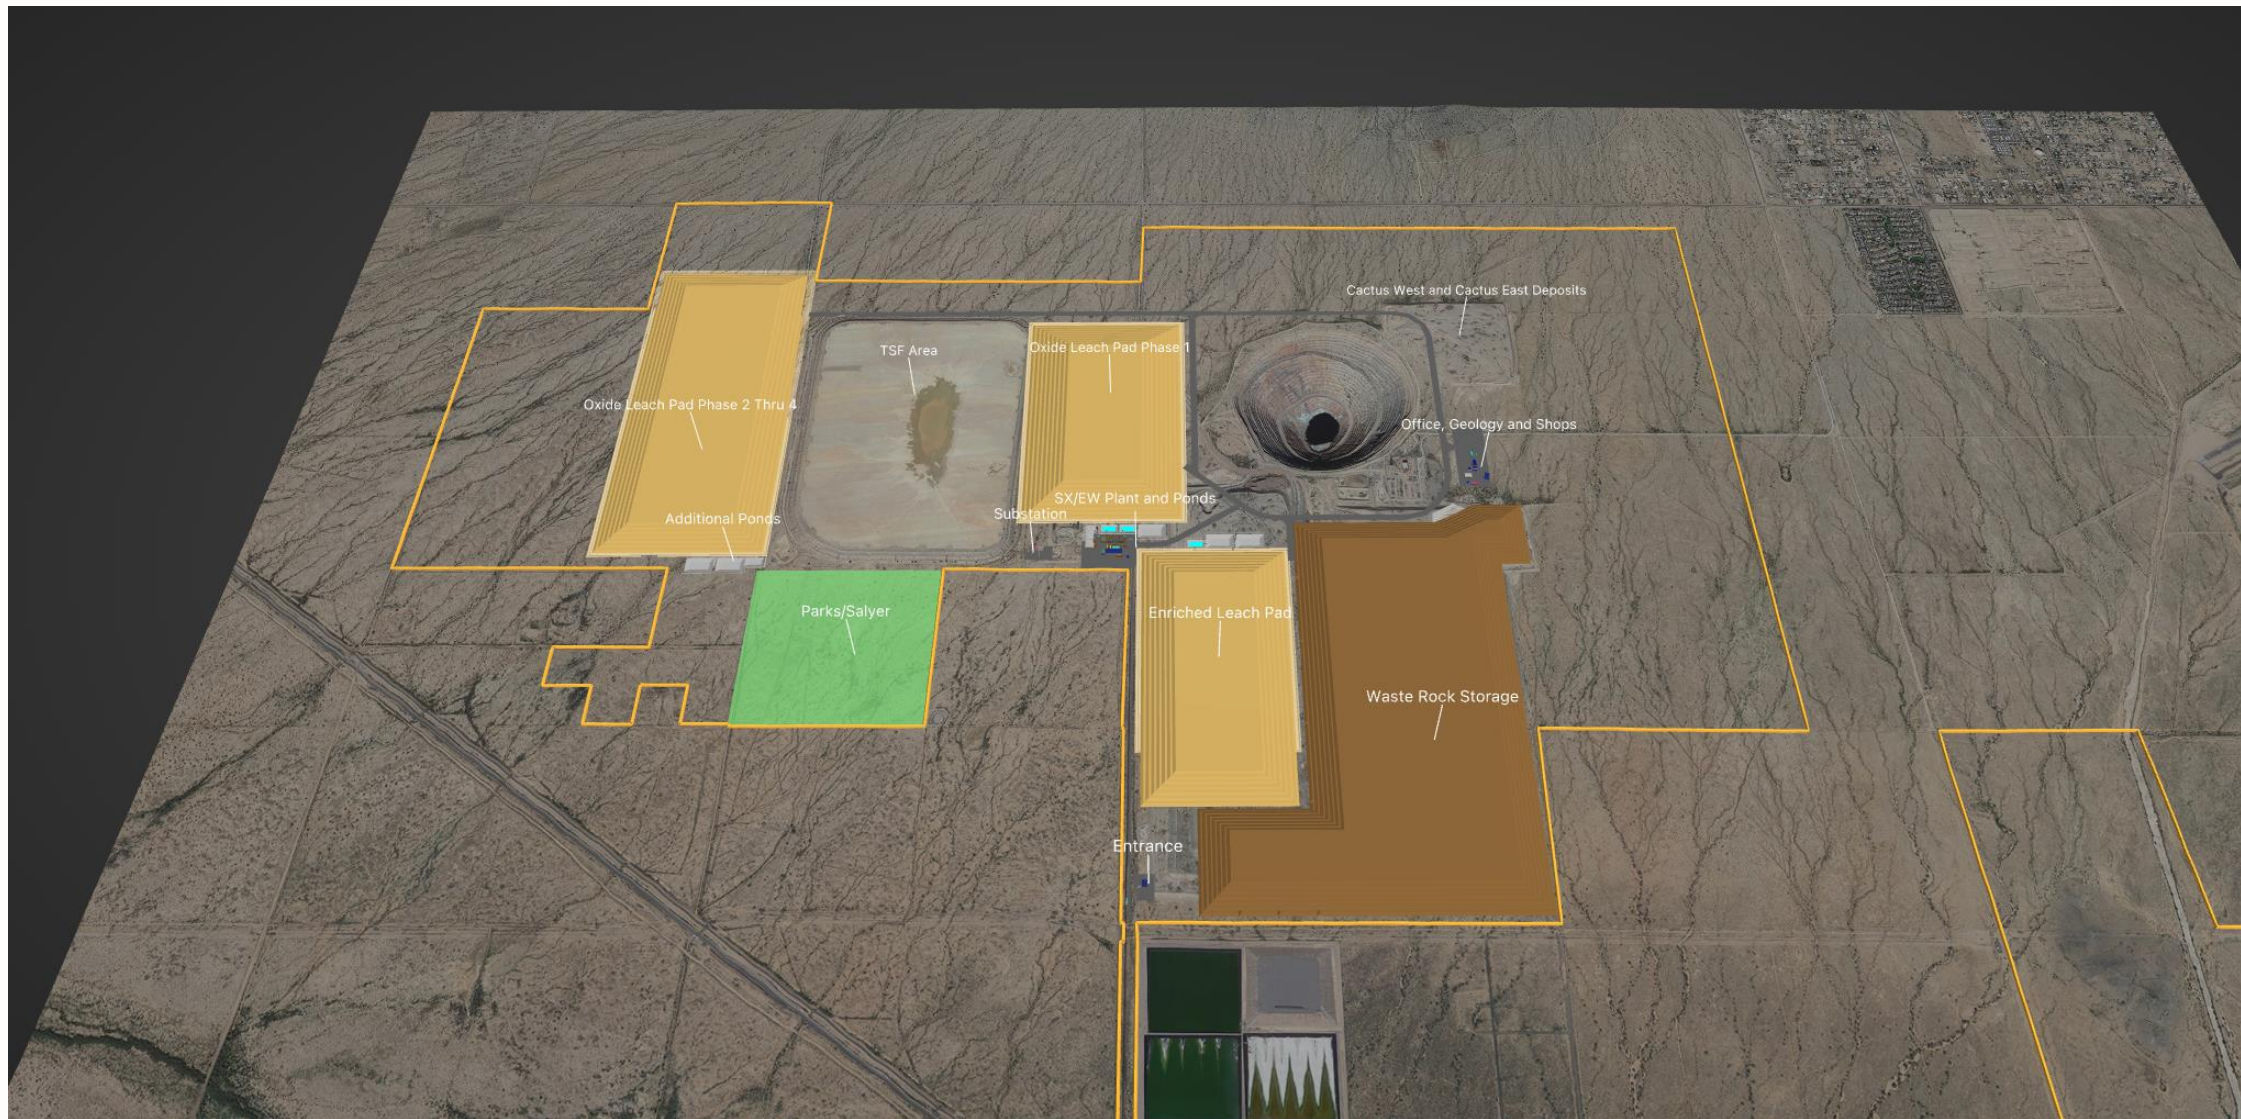 Cactus West and Cactus East Deposits
TSF Area
Oxide Leach Pad Phase 1
Oxide Leach Pad Phase 2 Thru 4
Office, Geology and Shops
SX/EW Plant and Ponds
Substation
Additional Ponds
Parks/Salyer
Enriched Leach Pad
Waste Rock Storage
Entrance